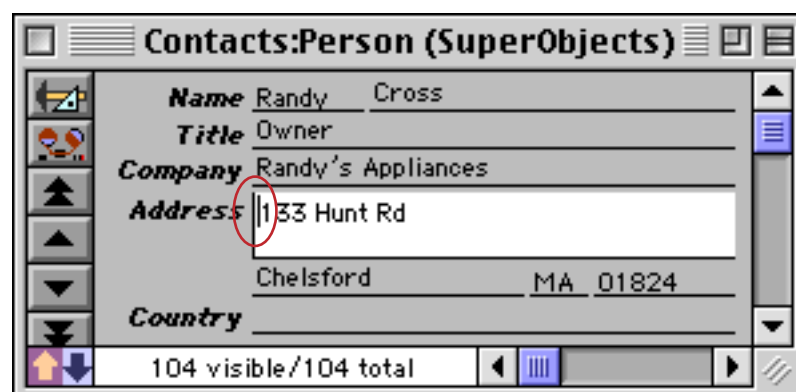 Contacts:Person (SuperObjects)
Name Randy Cross
Title Owner
Company Randy's Appliances
Address 133 Hunt Rd
Chelsford MA 01824
Country
104 visible/104 total